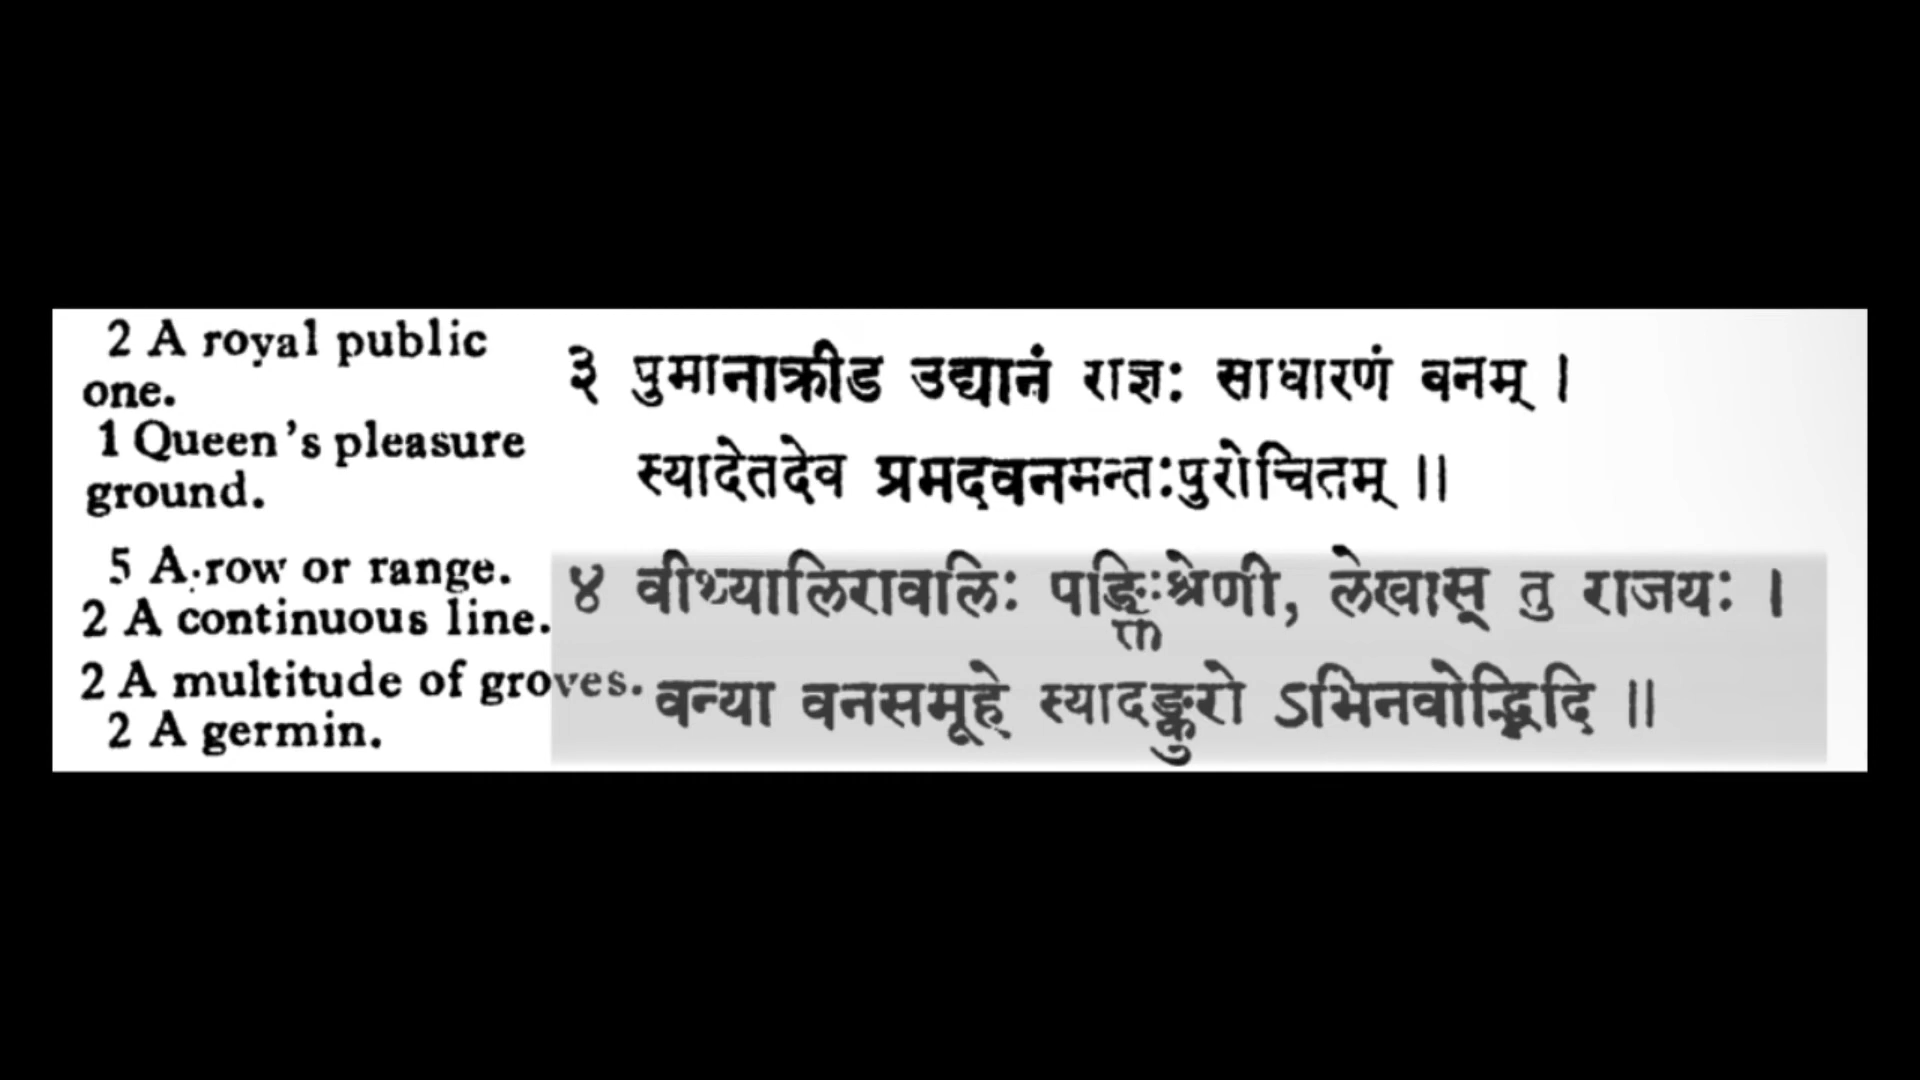 2 A royal public
one.
३ पुमानाक्रीड उद्यानं राज्ञः साधारणं वनम् ।
1 Queen's pleasure
ground.
स्यादेतदेव प्रमदवनमन्तःपुरोचितम् ॥
5 A row or range.
2 A continuous line.
४ वीथ्यालिरावलिः पङ्क्तिःश्रेणी, लेखास् तु राजयः ।
2 A multitude of groves.
2 A germin.
वन्या वनसमूहे स्यादङ्कुरो ऽभिनवोद्भिदि ॥